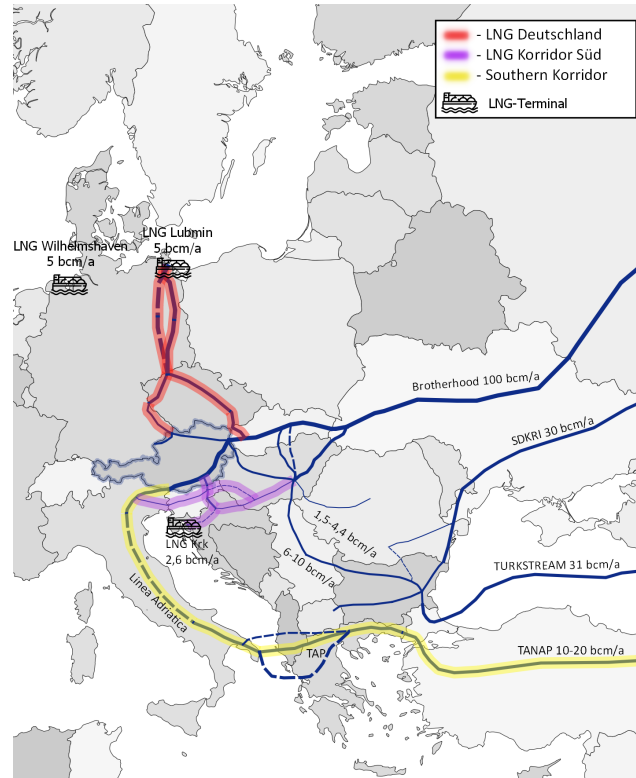 - LNG Deutschland
- LNG Korridor Süd
- Southern Korridor
LNG-Terminal
LNG Lubmin
5 bcm/a
LNG Wilhelmshaven
5 bcm/a
Brotherhood 100 bcm/a
SDKRI 30 bcm/a
1,5-4,4 bcm/a
LNG Krk
2,6 bcm/a
6-10 bcm/a
TURKSTREAM 31 bcm/a
Linea Adriatica
TAP
TANAP 10-20 bcm/a